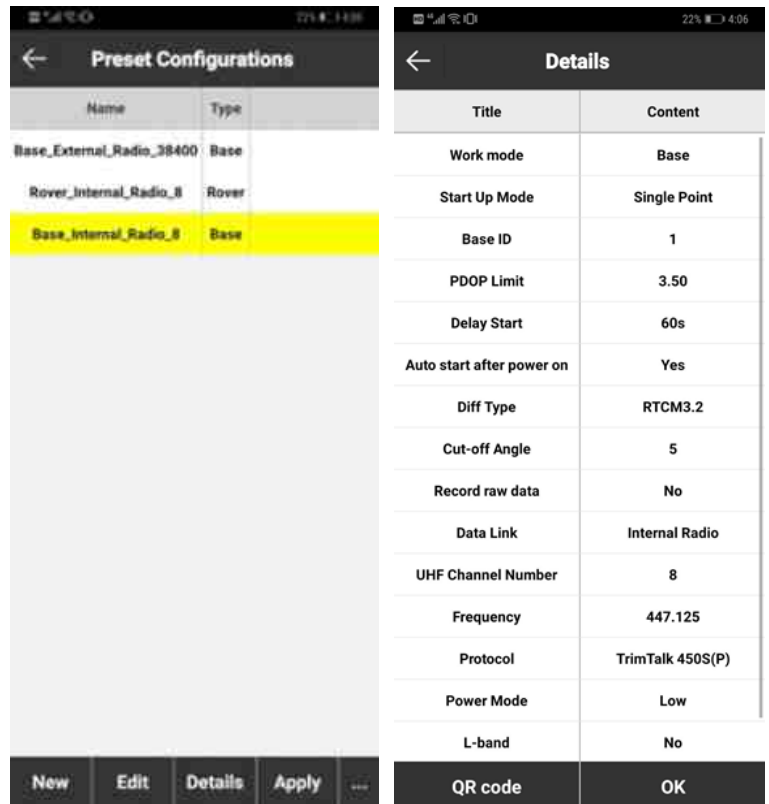 Preset Configurations
Name Type
Base_External_Radio_38400 Base
Rover_Internal_Radio_8 Rover
Base_Internal_Radio_8 Base
New Edit Details Apply ...
22% 4:06
Details
Title Content
Work mode Base
Start Up Mode Single Point
Base ID 1
PDOP Limit 3.50
Delay Start 60s
Auto start after power on Yes
Diff Type RTCM3.2
Cut-off Angle 5
Record raw data No
Data Link Internal Radio
UHF Channel Number 8
Frequency 447.125
Protocol TrimTalk 450S(P)
Power Mode Low
L-band No
QR code OK